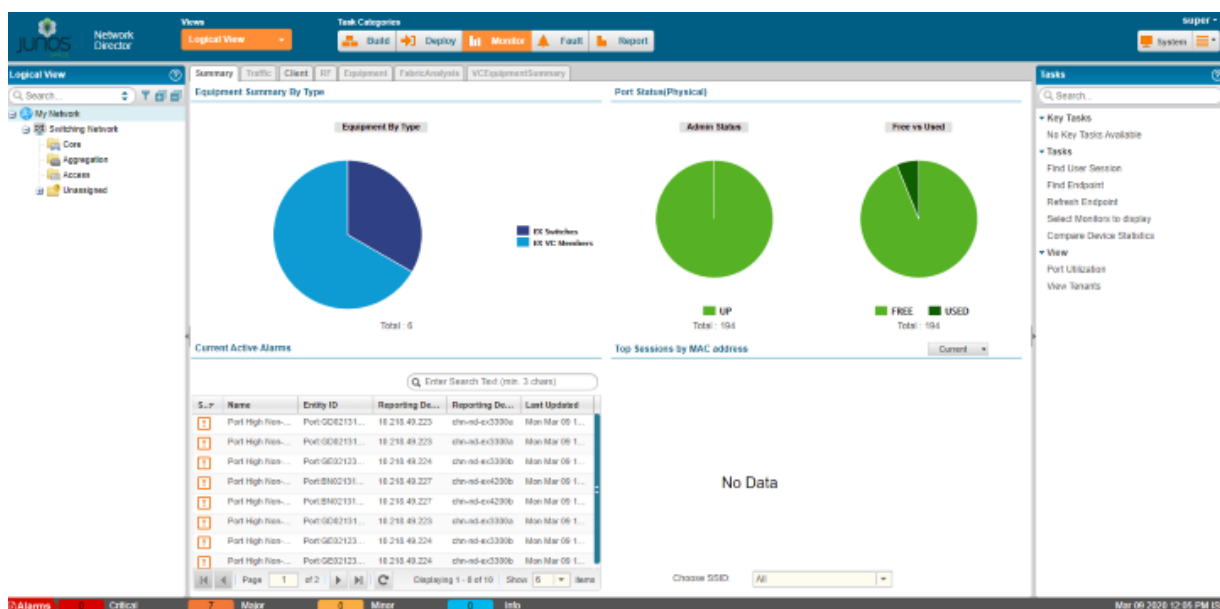 Views
Task Categories
super
JUNOS
Network Director
Logical View
Build
Deploy
Monitor
Fault
Report
System
Logical View
Search...
My Network
Switching Network
Core
Aggregation
Access
Unassigned
Summary
Traffic
Client
RF
Equipment
FabricAnalysis
VCEquipmentSummary
Equipment Summary By Type
Equipment By Type
EX Switches
EX VC Members
Total : 6
Port Status(Physical)
Admin Status
Free vs Used
UP
Total : 194
FREE
USED
Total : 194
Current Active Alarms
Enter Search Text (min. 3 chars)
S..
Name
Entity ID
Reporting De...
Reporting De...
Last Updated
Port High Non-...
10.218.49.223
chn-nd-ex3300a
Mon Mar 09 1...
Port High Non-...
10.218.49.223
chn-nd-ex3300a
Mon Mar 09 1...
Port High Non-...
10.218.49.224
chn-nd-ex3300b
Mon Mar 09 1...
Port High Non-...
10.218.49.227
chn-nd-ex4200b
Mon Mar 09 1...
Port High Non-...
10.218.49.227
chn-nd-ex4200b
Mon Mar 09 1...
Port High Non-...
10.218.49.223
chn-nd-ex3300a
Mon Mar 09 1...
Port High Non-...
10.218.49.224
chn-nd-ex3300b
Mon Mar 09 1...
Port High Non-...
10.218.49.224
chn-nd-ex3300b
Mon Mar 09 1...
Page 1 of 2
Show
items
Top Sessions by MAC address
Current
No Data
Choose SSID:
All
Tasks
Search...
Key Tasks
No Key Tasks Available
Tasks
Find User Session
Find Endpoint
Refresh Endpoint
Select Monitors to display
Compare Device Statistics
View
Port Utilization
View Tenants
Alarms
0
Critical
7
Major
0
Minor
0
Info
Mar 09 2020 12:05 PM